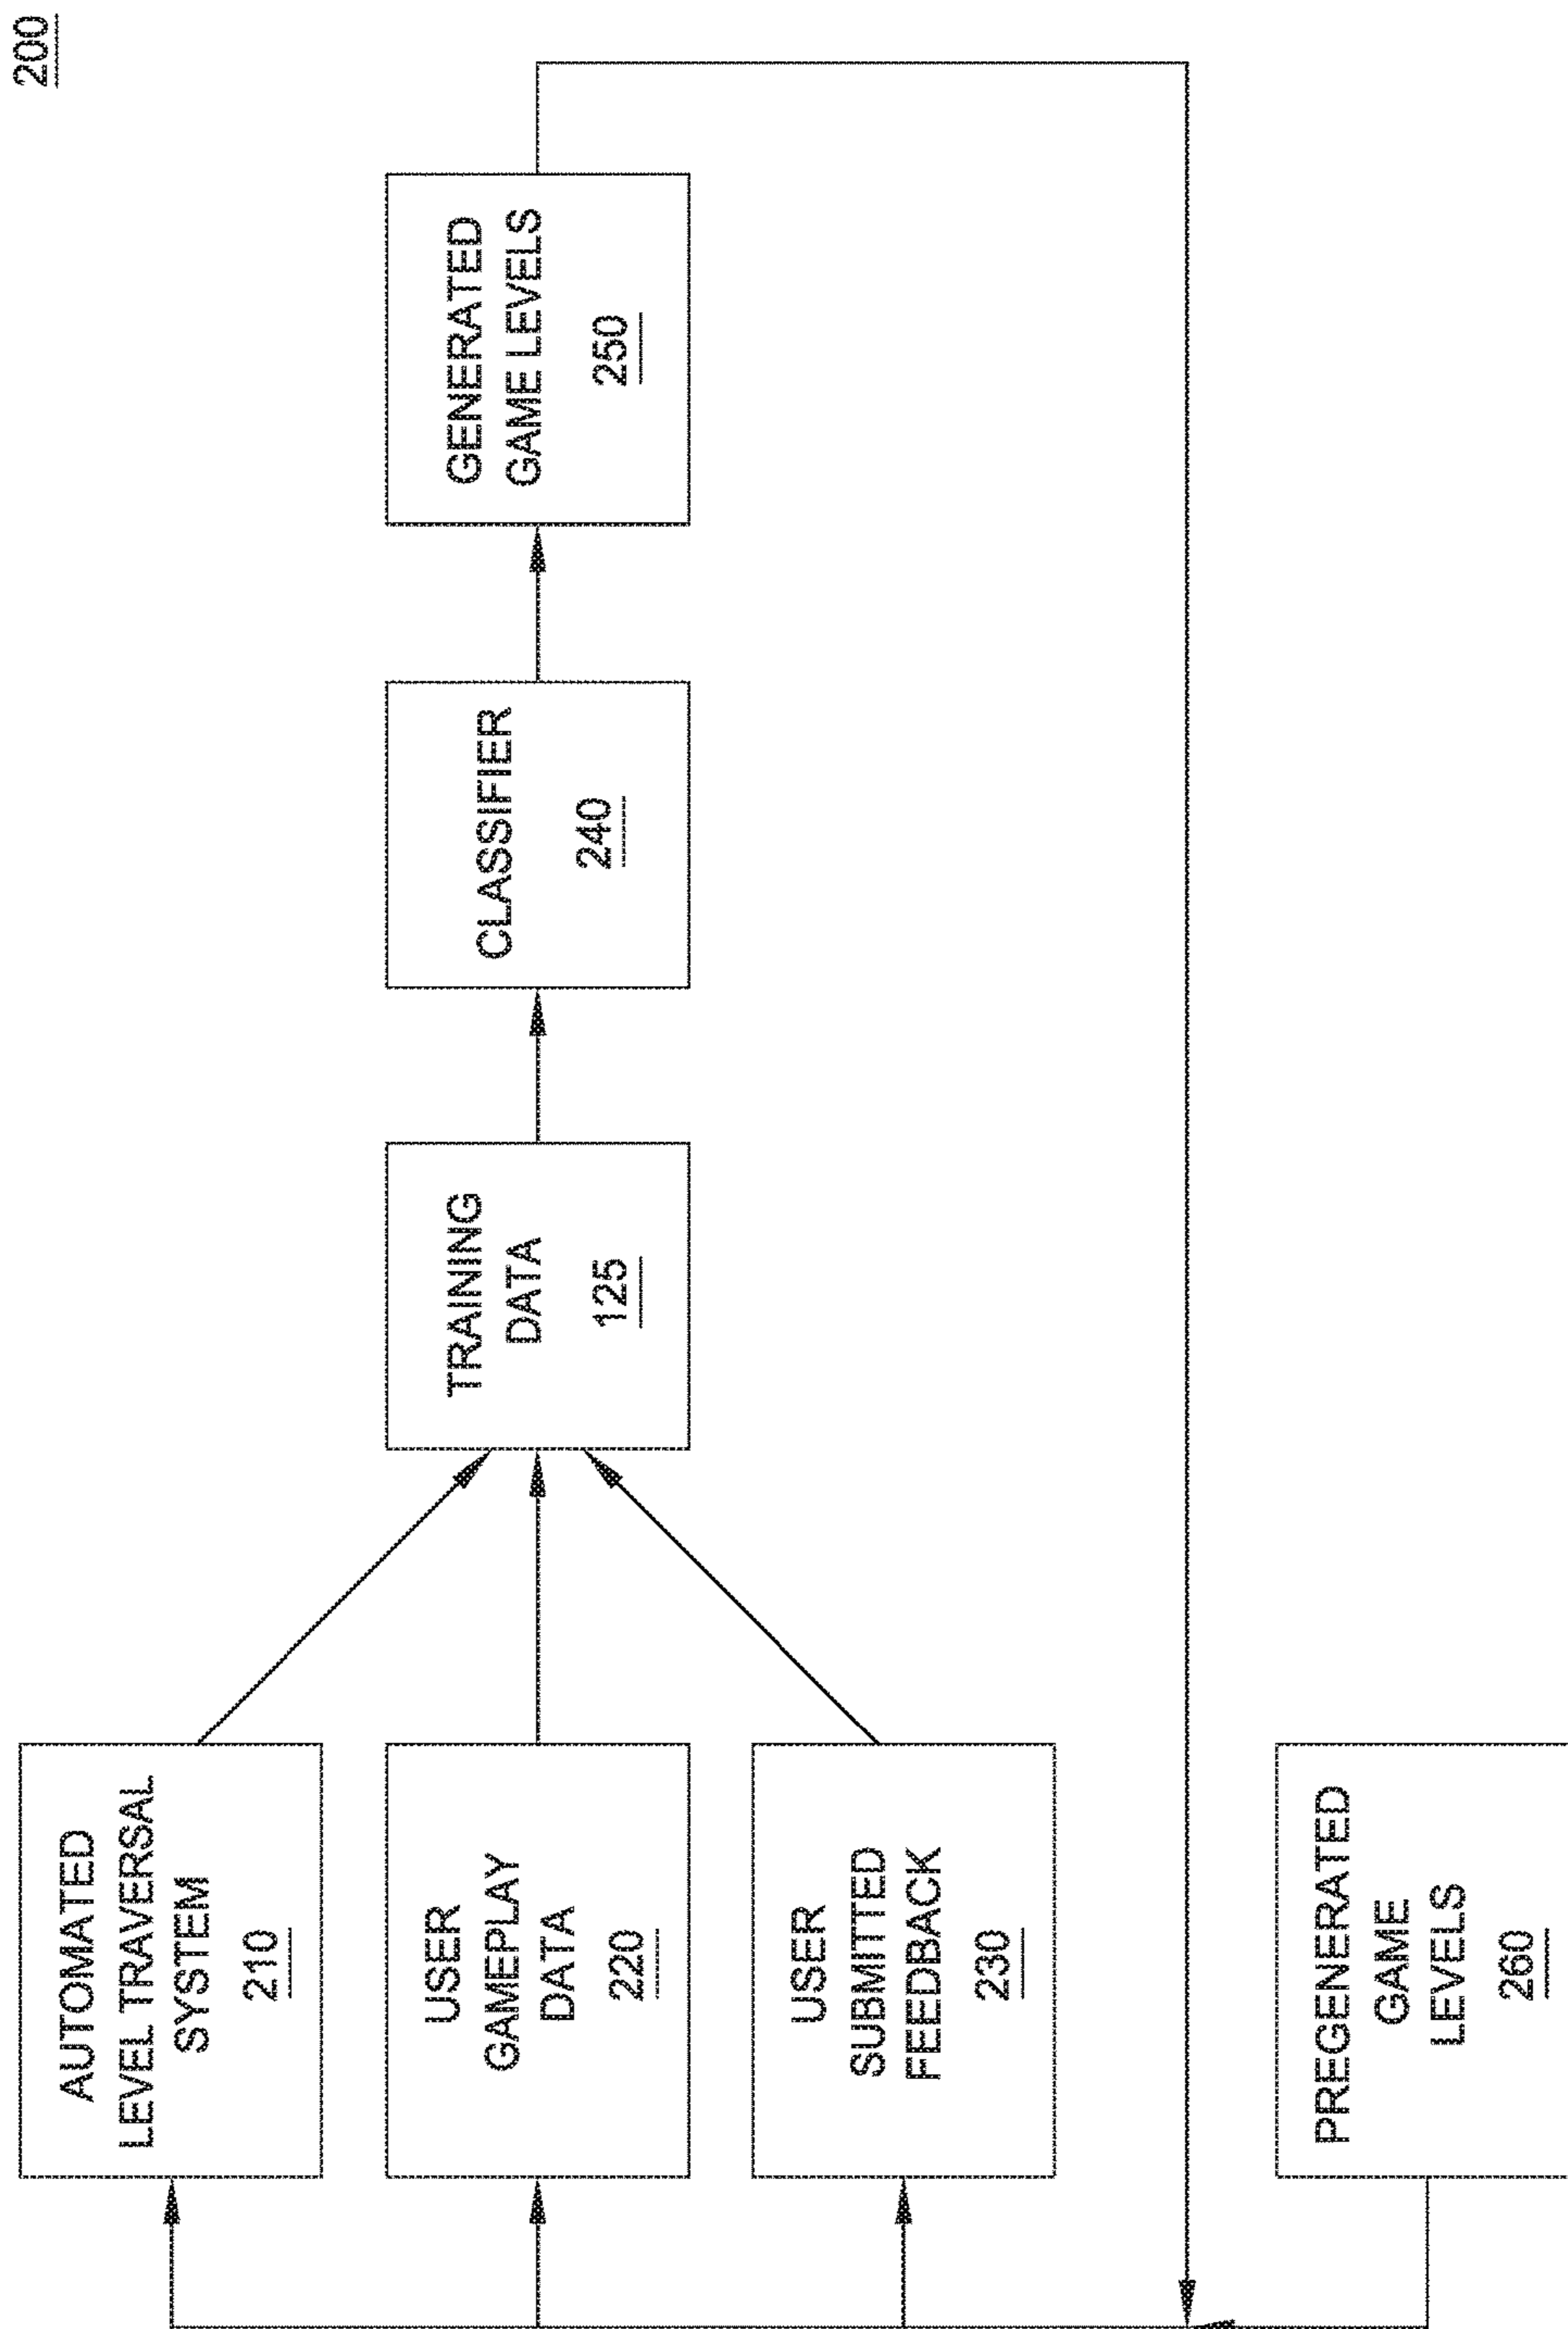 200
AUTOMATED
LEVEL TRAVERSAL
SYSTEM
210
USER
GAMEPLAY
DATA
220
USER
SUBMITTED
FEEDBACK
230
TRAINING
DATA
125
CLASSIFIER
240
GENERATED
GAME LEVELS
250
PREGENERATED
GAME
LEVELS
260